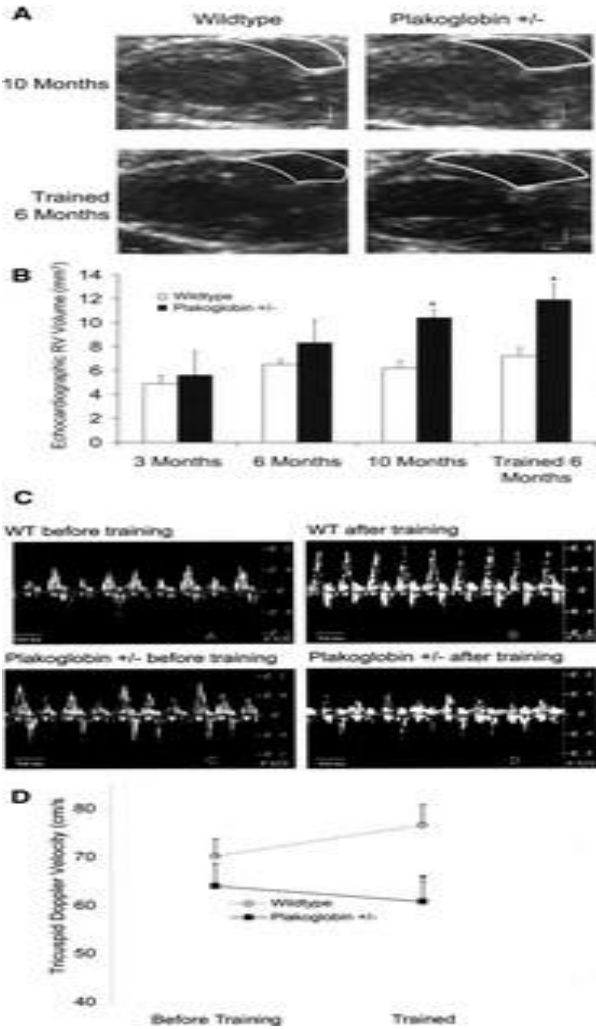 A
Wildtype Plakoglobin +/-
10 Months
Trained
6 Months
B
Echocardiographic RV Volume (mm³)
14
12
10
8
6
4
2
0
Wildtype
Plakoglobin +/-
*
*
3 Months 6 Months 10 Months Trained 6
Months
C
WT before training WT after training
A B
Plakoglobin +/- before training Plakoglobin +/- after training
C D
D
Tricuspid Doppler Velocity (cm/s
80
70
60
50
40
Wildtype
Plakoglobin +/-
Before Training Trained